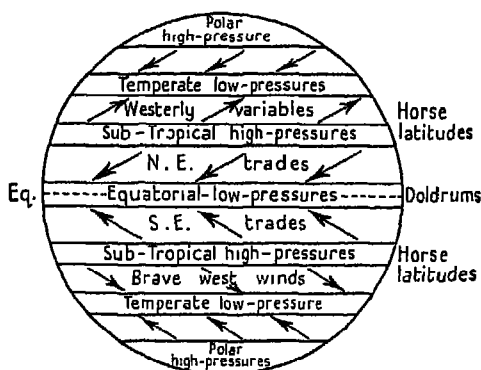 Polar
high-pressure
Temperate low-pressures
Westerly variables
Horse
latitudes
Sub-Tropical high-pressures
N.E. trades
Eq. Equatorial-low-pressures Doldrums
S.E. trades
Sub-Tropical high-pressures
Horse
latitudes
Brave west winds
Temperate low-pressure
Polar
high-pressures